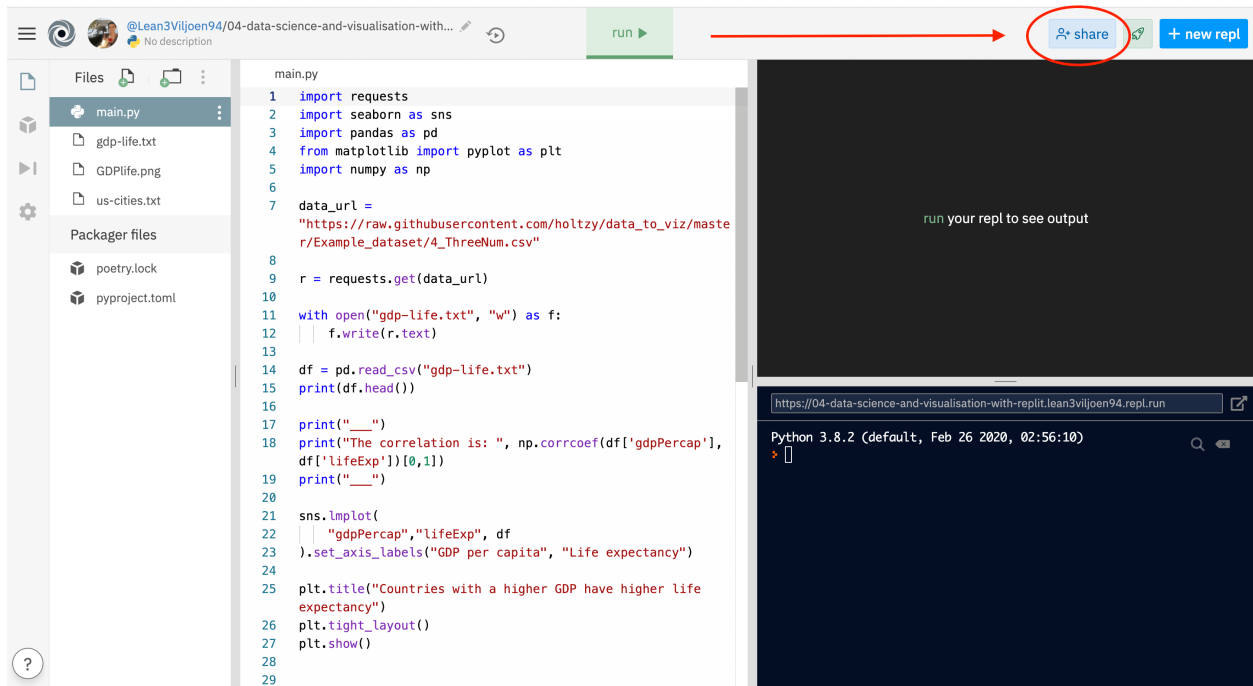 @Lean3Viljoen94/04-data-science-and-visualisation-with...
No description
run
share
+ new repl
Files
main.py
gdp-life.txt
GDPlife.png
us-cities.txt
Packager files
poetry.lock
pyproject.toml
?
main.py
1 import requests
2 import seaborn as sns
3 import pandas as pd
4 from matplotlib import pyplot as plt
5 import numpy as np
6
7 data_url =
"https://raw.githubusercontent.com/holtzy/data_to_viz/maste
r/Example_dataset/4_ThreeNum.csv"
8
9 r = requests.get(data_url)
10
11 with open("gdp-life.txt", "w") as f:
12     f.write(r.text)
13
14 df = pd.read_csv("gdp-life.txt")
15 print(df.head())
16
17 print("___")
18 print("The correlation is: ", np.corrcoef(df['gdpPercap'],
df['lifeExp'])[0,1])
19 print("___")
20
21 sns.lmplot(
22     "gdpPercap","lifeExp", df
23 ).set_axis_labels("GDP per capita", "Life expectancy")
24
25 plt.title("Countries with a higher GDP have higher life
expectancy")
26 plt.tight_layout()
27 plt.show()
28
29
run your repl to see output
https://04-data-science-and-visualisation-with-replit.lean3viljoen94.repl.run
Python 3.8.2 (default, Feb 26 2020, 02:56:10)
>